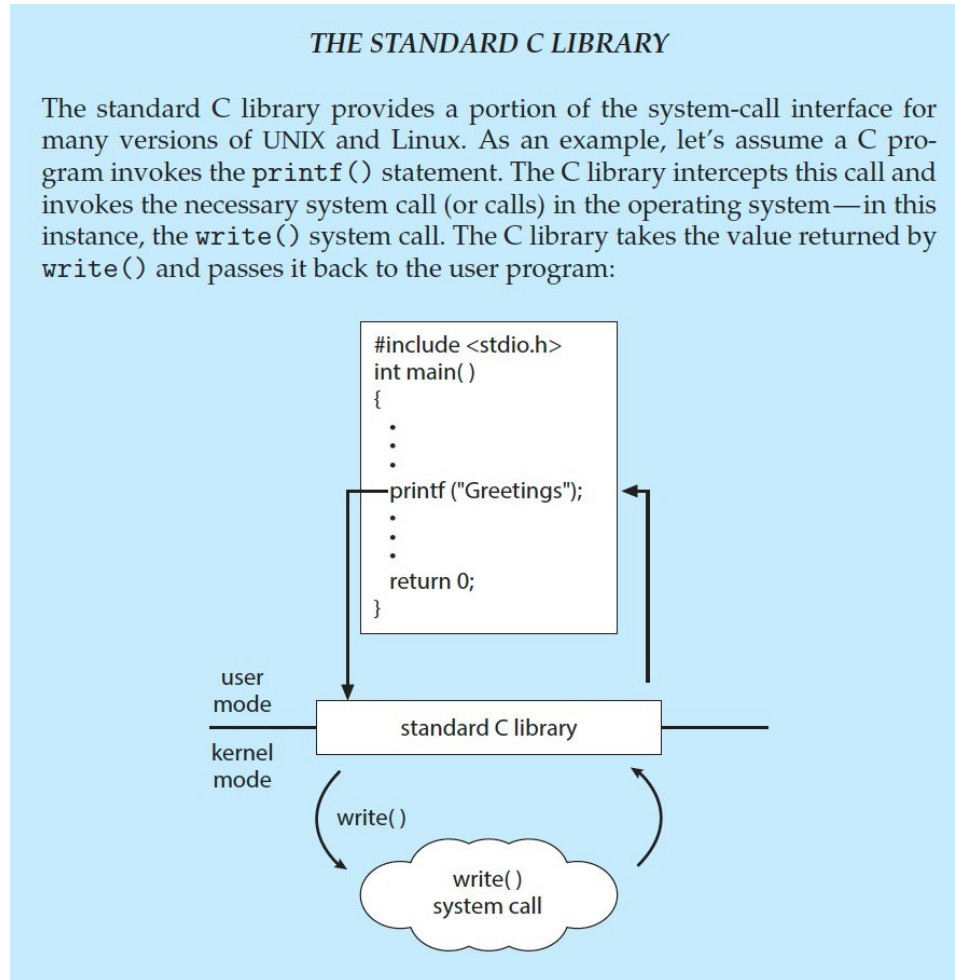 THE STANDARD C LIBRARY
The standard C library provides a portion of the system-call interface for
many versions of UNIX and Linux. As an example, let's assume a C pro-
gram invokes the printf() statement. The C library intercepts this call and
invokes the necessary system call (or calls) in the operating system—in this
instance, the write() system call. The C library takes the value returned by
write() and passes it back to the user program:
#include <stdio.h>
int main( )
{
•
•
•
printf ("Greetings");
•
•
•
return 0;
}
user
mode
standard C library
kernel
mode
write( )
write( )
system call